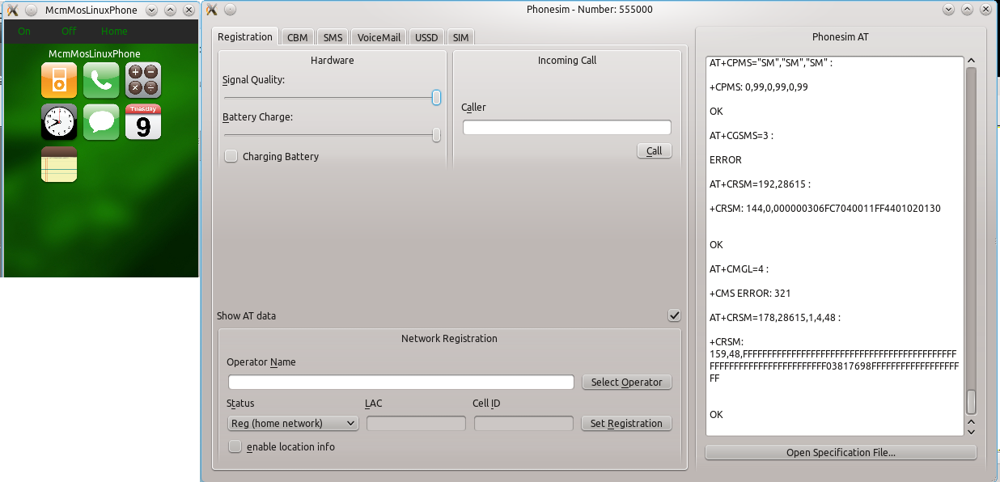 McmMosLinuxPhone
On Off Home
McmMosLinuxPhone
Tuesday
9
Phonesim - Number: 555000
Registration CBM SMS VoiceMail USSD SIM
Hardware
Signal Quality:
Battery Charge:
Charging Battery
Incoming Call
Caller
Call
Show AT data
Network Registration
Operator Name
Select Operator
Status LAC Cell ID
Reg (home network) Set Registration
enable location info
Phonesim AT
AT+CPMS="SM","SM","SM" :
+CPMS: 0,99,0,99,0,99
OK
AT+CGSMS=3 :
ERROR
AT+CRSM=192,28615 :
+CRSM: 144,0,000000306FC7040011FF4401020130
OK
AT+CMGL=4 :
+CMS ERROR: 321
AT+CRSM=178,28615,1,4,48 :
+CRSM:
159,48,FFFFFFFFFFFFFFFFFFFFFFFFFFFFFFFFFFFFFFFFFFFF
FFFFFFFFFFFFFFFFFFFFFFFF03817698FFFFFFFFFFFFFFFFFF
FF
OK
Open Specification File...